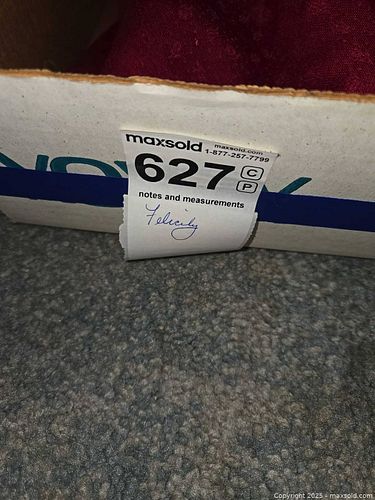 maxsold
maxsold.com
1-877-257-7799
627
C
P
notes and measurements
Felicity
Copyright 2025 - maxsold.com